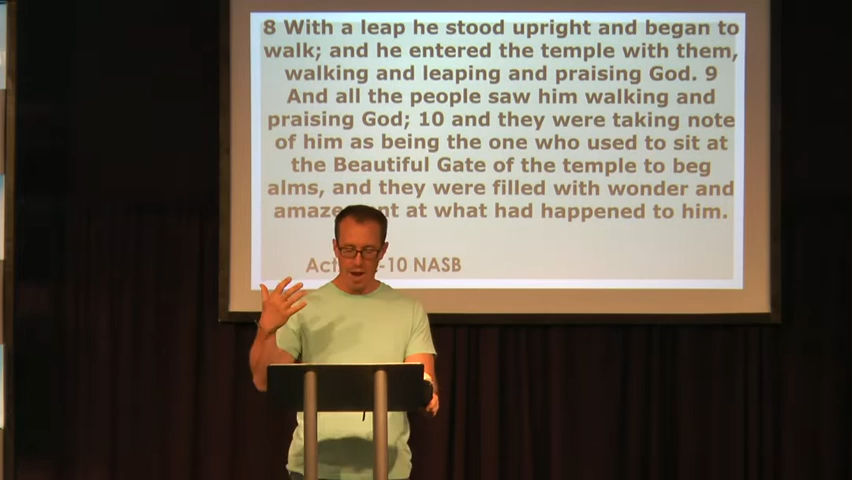 8 With a leap he stood upright and began to
walk; and he entered the temple with them,
walking and leaping and praising God. 9
And all the people saw him walking and
praising God; 10 and they were taking note
of him as being the one who used to sit at
the Beautiful Gate of the temple to beg
alms, and they were filled with wonder and
at what had happened to him.
-10 NASB